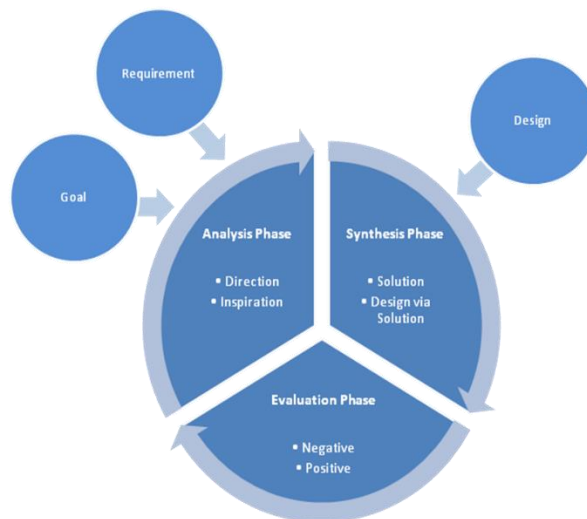 Requirement
Design
Goal
Analysis Phase
▪ Direction
▪ Inspiration
Synthesis Phase
▪ Solution
▪ Design via
Solution
Evaluation Phase
▪ Negative
▪ Positive